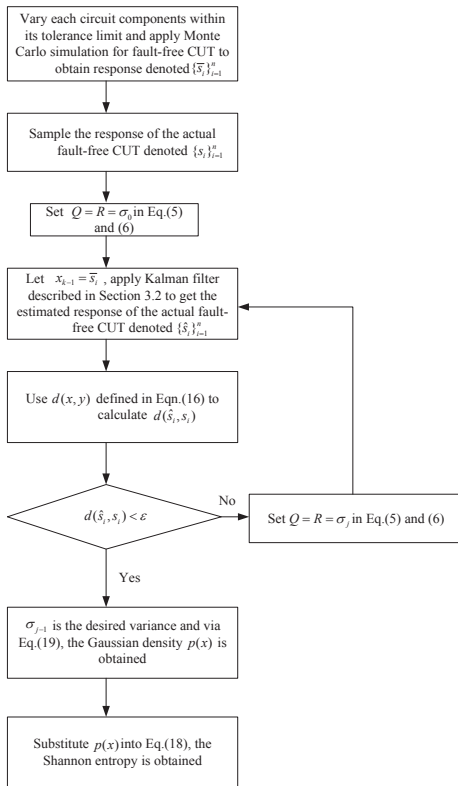 Vary each circuit components within
its tolerance limit and apply Monte
Carlo simulation for fault-free CUT to
obtain response denoted {s̅ᵢ}ⁿᵢ₌₁
Sample the response of the actual
fault-free CUT denoted {sᵢ}ⁿᵢ₌₁
Set Q = R = σ₀ in Eq.(5)
and (6)
Let xₖ₋₁ = s̅ᵢ , apply Kalman filter
described in Section 3.2 to get the
estimated response of the actual fault-
free CUT denoted {ŝᵢ}ⁿᵢ₌₁
Use d(x, y) defined in Eqn.(16) to
calculate d(ŝᵢ, sᵢ)
d(ŝᵢ, sᵢ) < ε
No
Set Q = R = σⱼ in Eq.(5) and (6)
Yes
σⱼ₋₁ is the desired variance and via
Eq.(19), the Gaussian density p(x) is
obtained
Substitute p(x) into Eq.(18), the
Shannon entropy is obtained